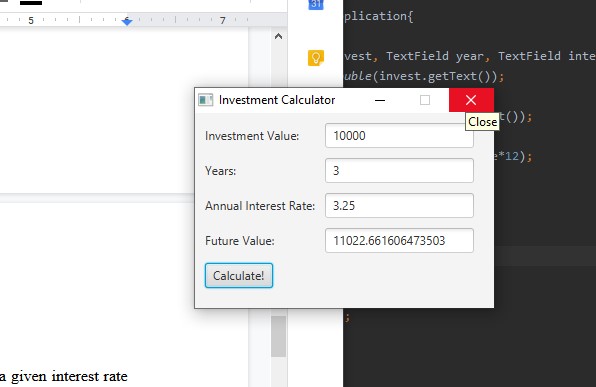 5 6 7
31
plication{
vest, TextField year, TextField inte
uble(invest.getText());
Investment Calculator
Close
t());
Investment Value: 10000
*12);
Years: 3
Annual Interest Rate: 3.25
Future Value: 11022.661606473503
Calculate!
;
a given interest rate